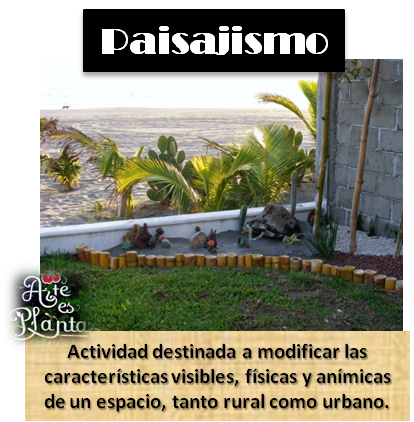 Paisajismo
Arte
es
Planta
Actividad destinada a modificar las
características visibles, físicas y anímicas
de un espacio, tanto rural como urbano.